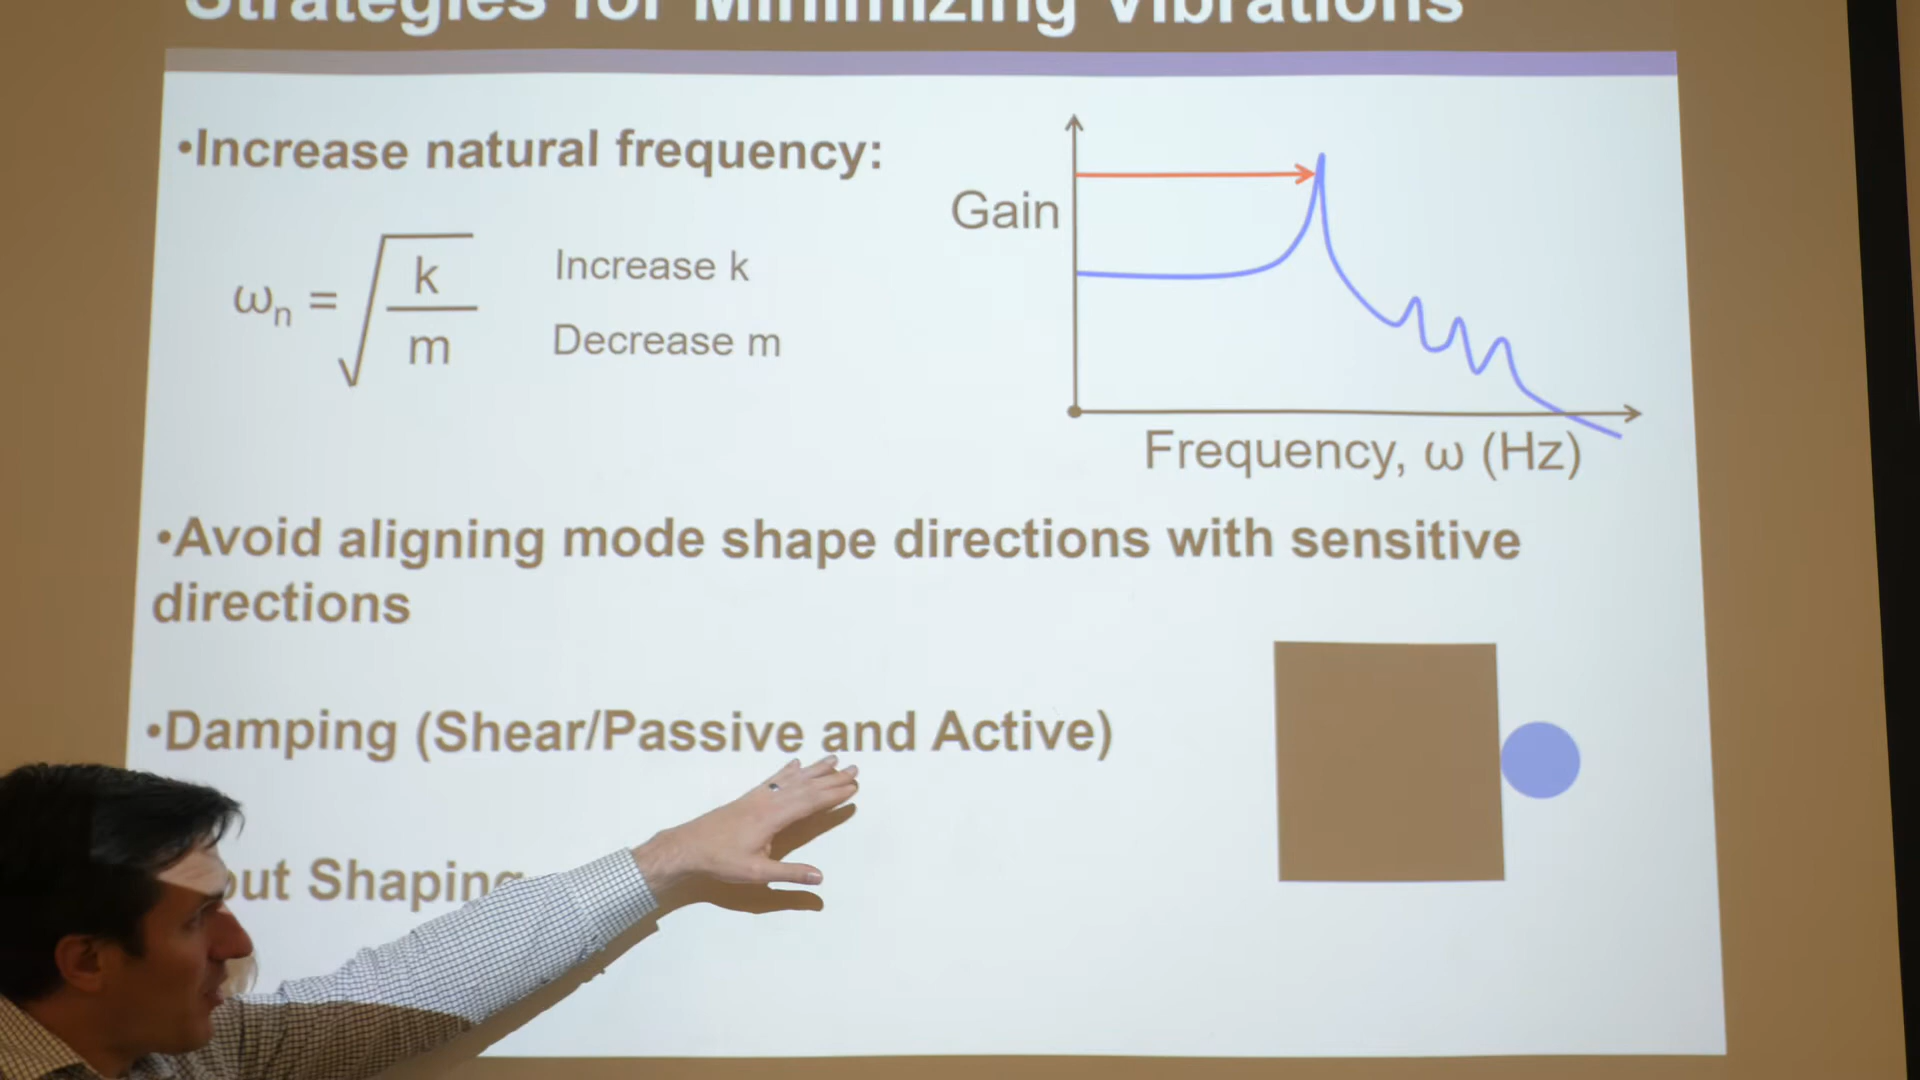 Strategies for Minimizing Vibrations
•Increase natural frequency:
ωn = √ k / m
Increase k
Decrease m
Gain
Frequency, ω (Hz)
•Avoid aligning mode shape directions with sensitive
directions
•Damping (Shear/Passive and Active)
Shaping